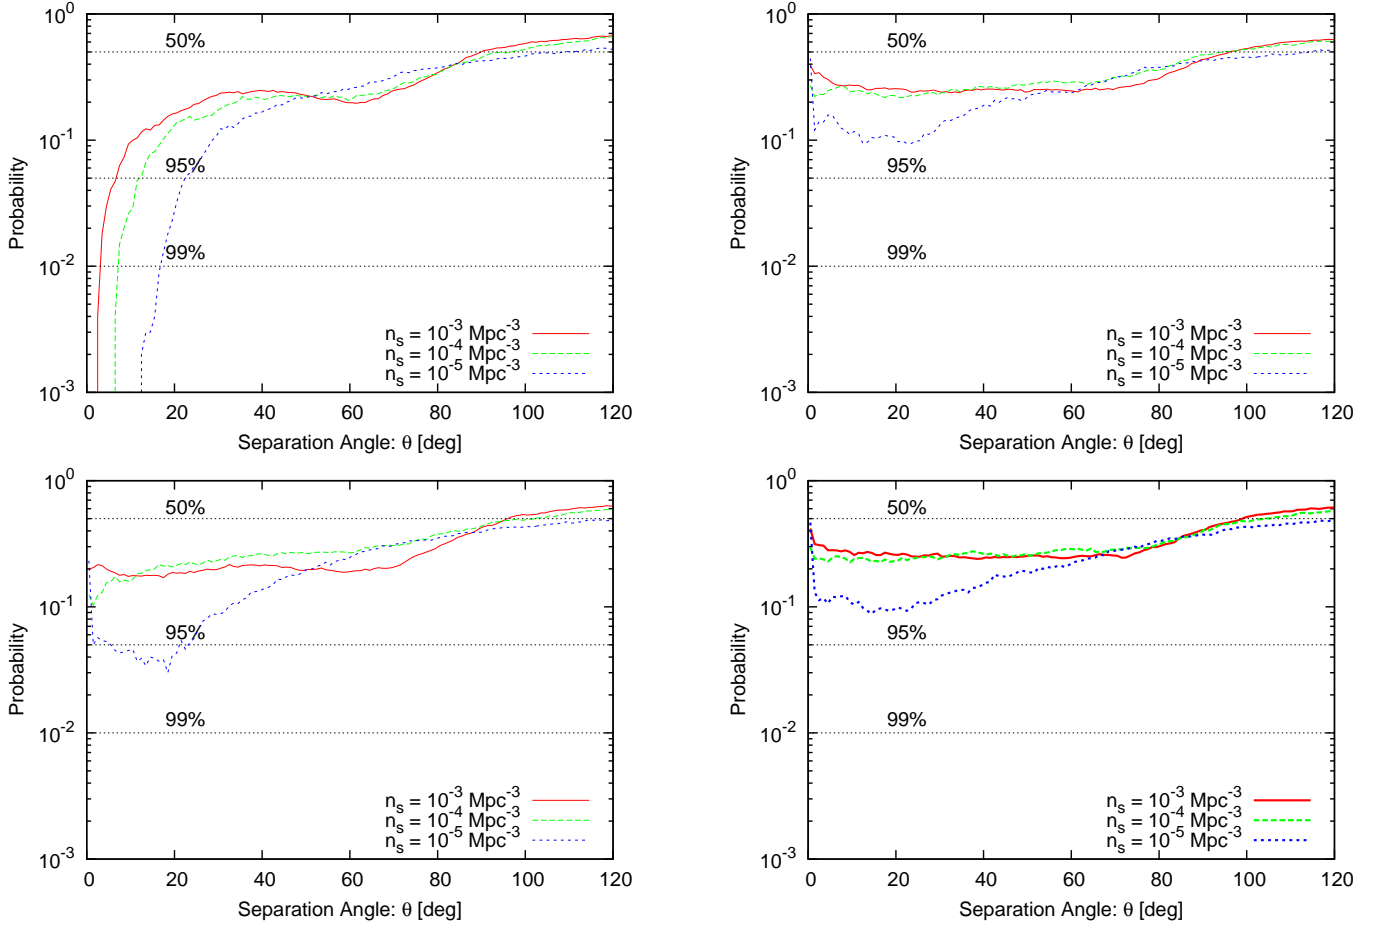 10^0
50%
10^-1
95%
Probability
99%
10^-2
n_s = 10^-3 Mpc^-3
n_s = 10^-4 Mpc^-3
n_s = 10^-5 Mpc^-3
10^-3
0 20 40 60 80 100 120
Separation Angle: θ [deg]
10^0
50%
10^-1
95%
Probability
99%
10^-2
n_s = 10^-3 Mpc^-3
n_s = 10^-4 Mpc^-3
n_s = 10^-5 Mpc^-3
10^-3
0 20 40 60 80 100 120
Separation Angle: θ [deg]
10^0
50%
10^-1
95%
Probability
99%
10^-2
n_s = 10^-3 Mpc^-3
n_s = 10^-4 Mpc^-3
n_s = 10^-5 Mpc^-3
10^-3
0 20 40 60 80 100 120
Separation Angle: θ [deg]
10^0
50%
10^-1
95%
Probability
99%
10^-2
n_s = 10^-3 Mpc^-3
n_s = 10^-4 Mpc^-3
n_s = 10^-5 Mpc^-3
10^-3
0 20 40 60 80 100 120
Separation Angle: θ [deg]